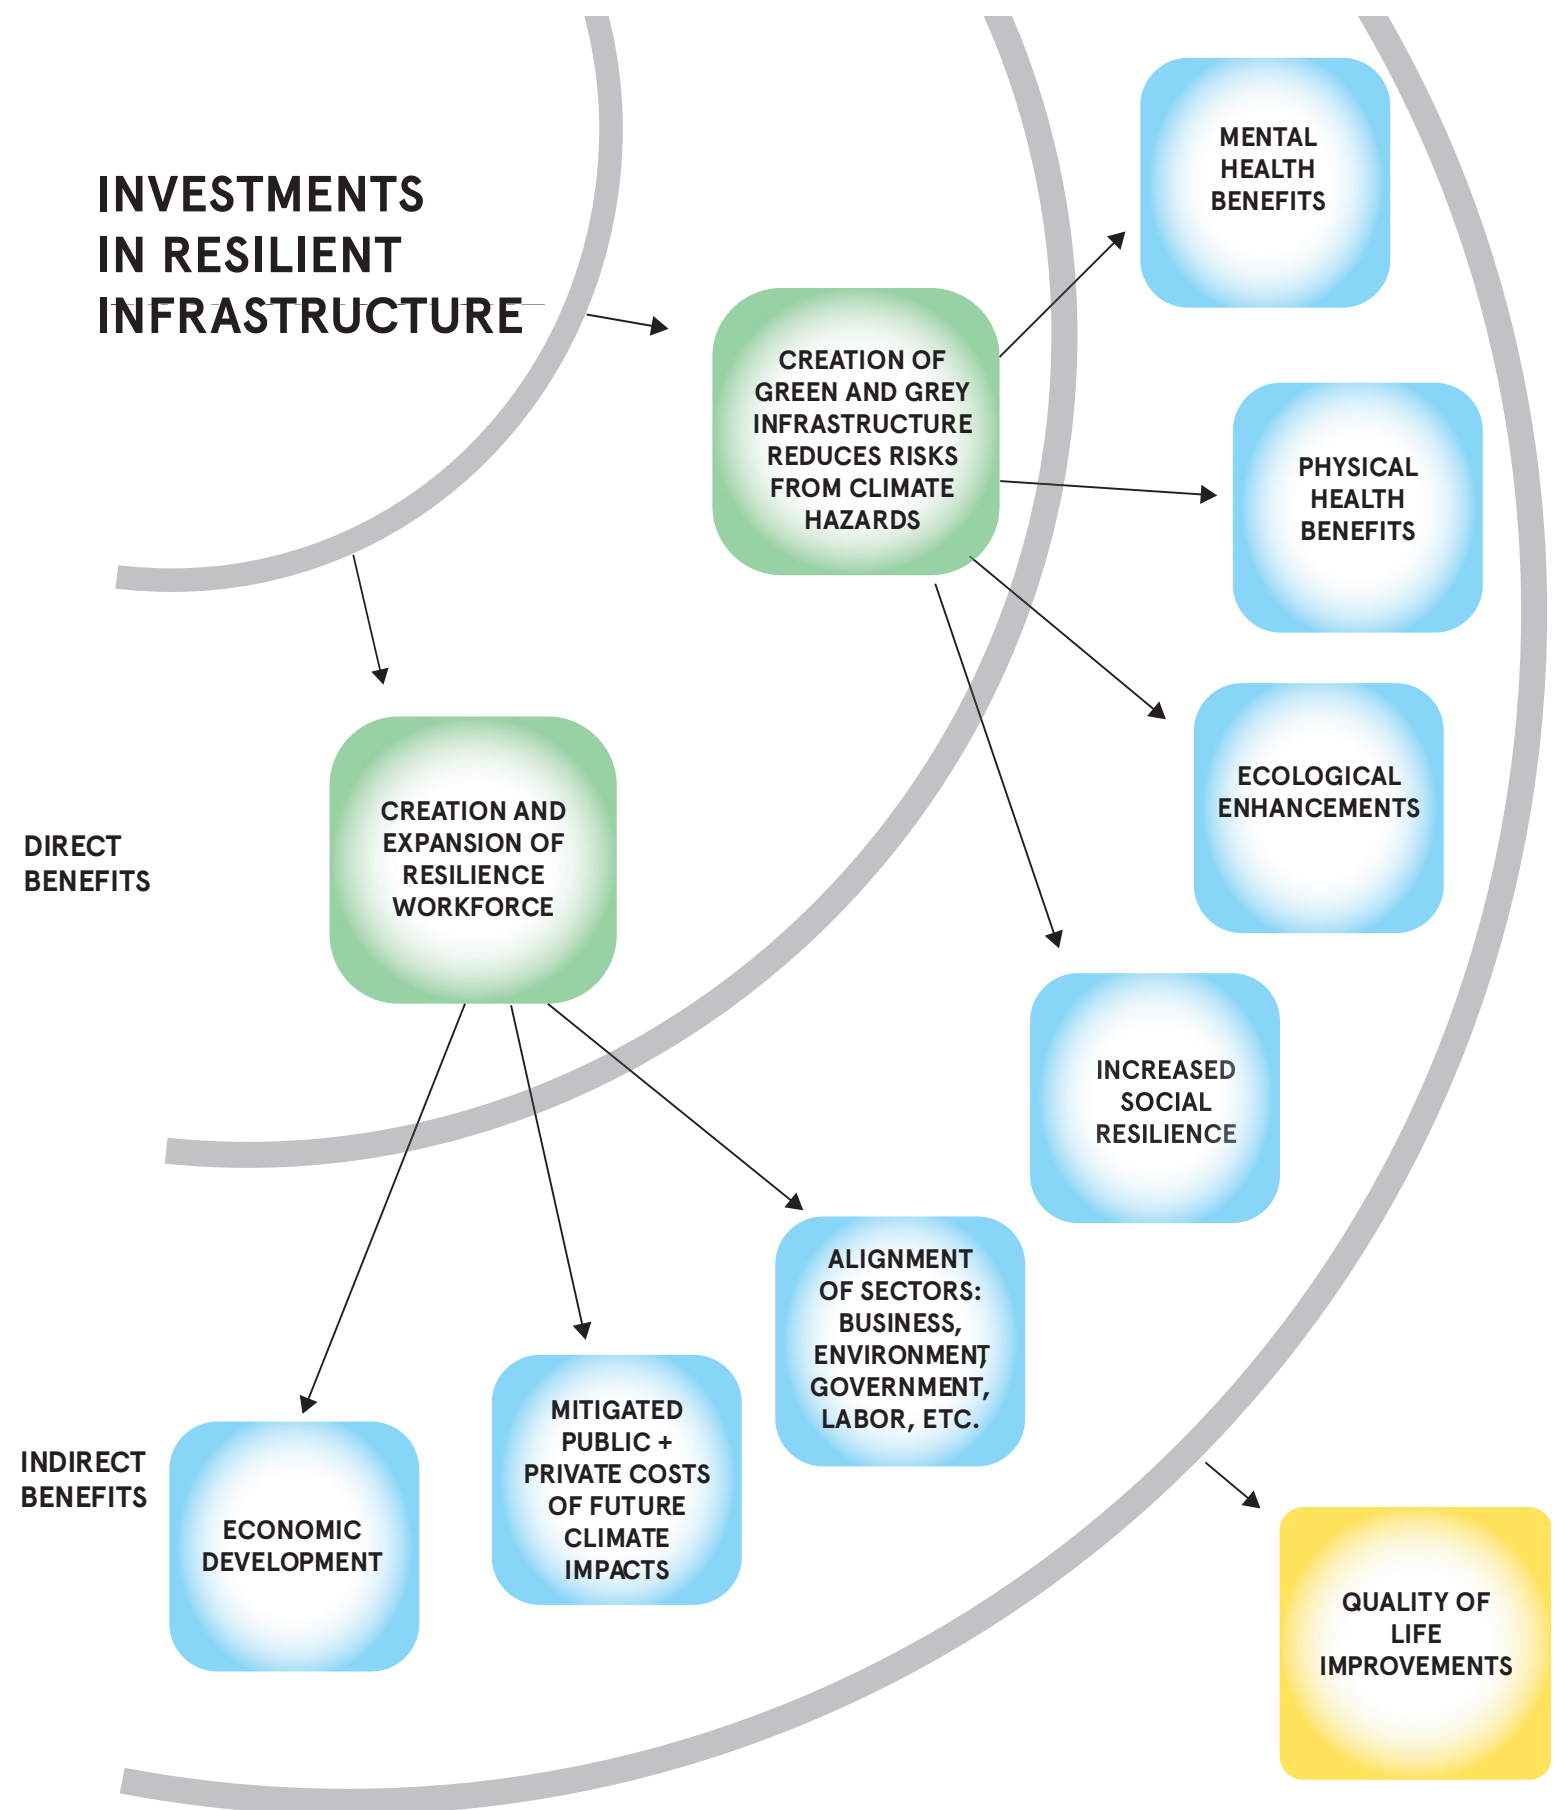 INVESTMENTS
IN RESILIENT
INFRASTRUCTURE
MENTAL
HEALTH
BENEFITS
CREATION OF
GREEN AND GREY
INFRASTRUCTURE
REDUCES RISKS
FROM CLIMATE
HAZARDS
PHYSICAL
HEALTH
BENEFITS
ECOLOGICAL
ENHANCEMENTS
DIRECT
BENEFITS
CREATION AND
EXPANSION OF
RESILIENCE
WORKFORCE
INCREASED
SOCIAL
RESILIENCE
ALIGNMENT
OF SECTORS:
BUSINESS,
ENVIRONMENT,
GOVERNMENT,
LABOR, ETC.
MITIGATED
PUBLIC +
PRIVATE COSTS
OF FUTURE
CLIMATE
IMPACTS
INDIRECT
BENEFITS
ECONOMIC
DEVELOPMENT
QUALITY OF
LIFE
IMPROVEMENTS